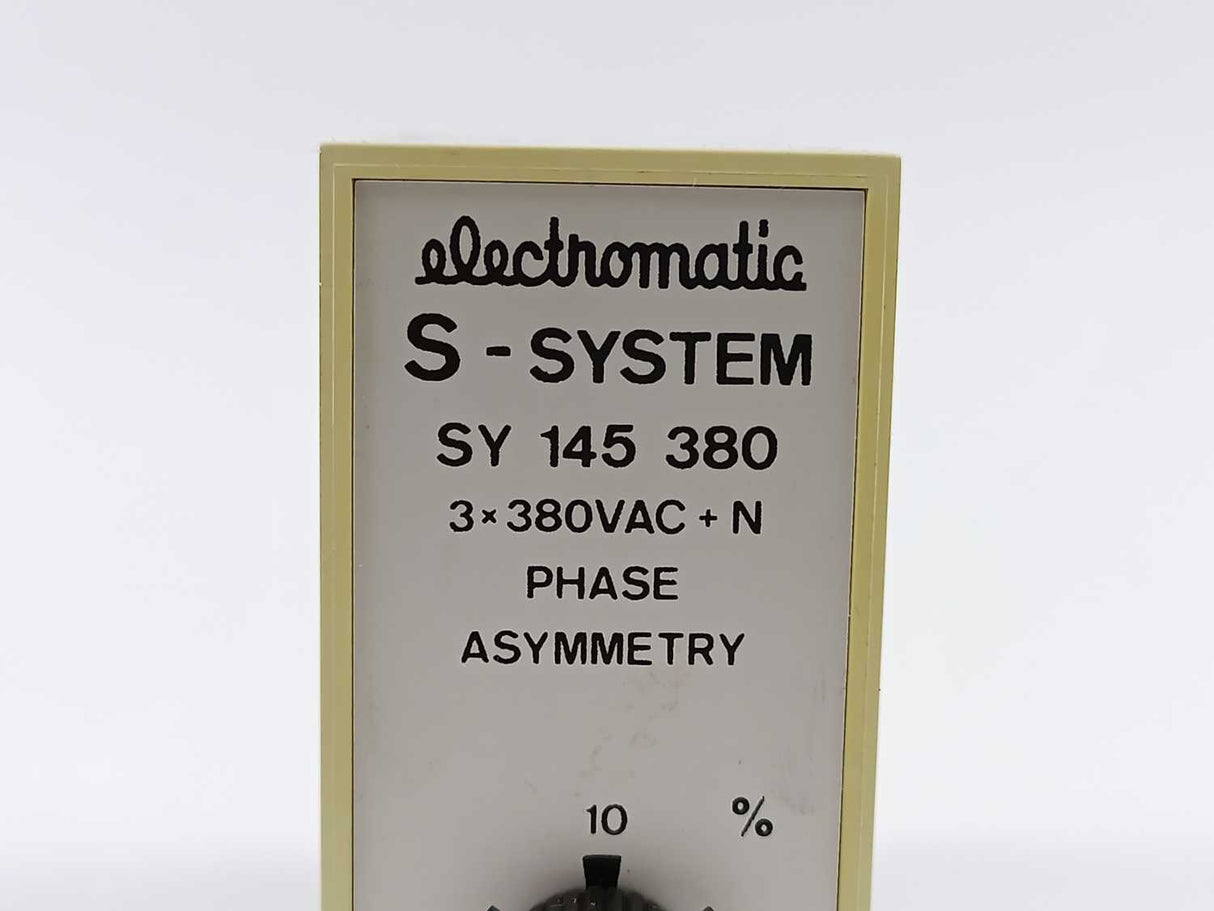 electromatic
S - SYSTEM
SY 145 380
3×380VAC + N
PHASE
ASYMMETRY
10 %